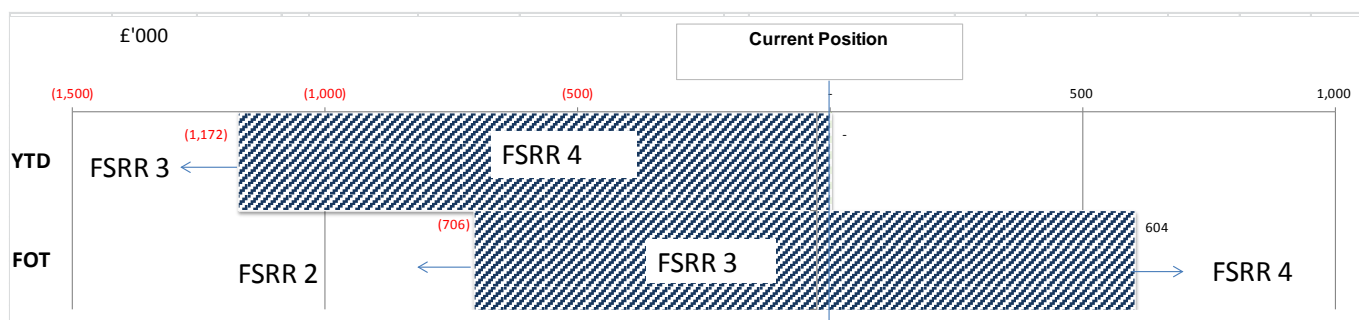 £'000
Current Position
(1,500) (1,000) (500) - 500 1,000
(1,172) -
YTD FSRR 3 FSRR 4
(706) 604
FOT FSRR 2 FSRR 3 FSRR 4